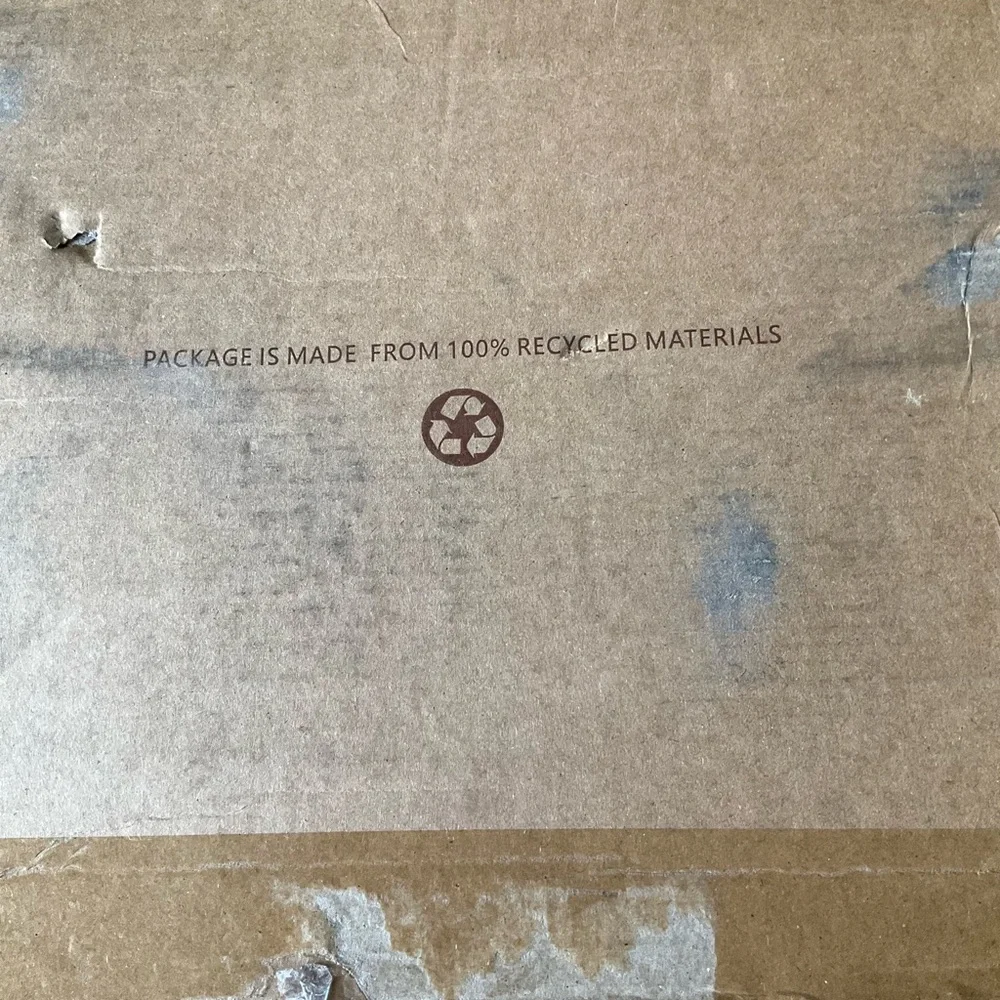 PACKAGE IS MADE FROM 100% RECYCLED MATERIALS